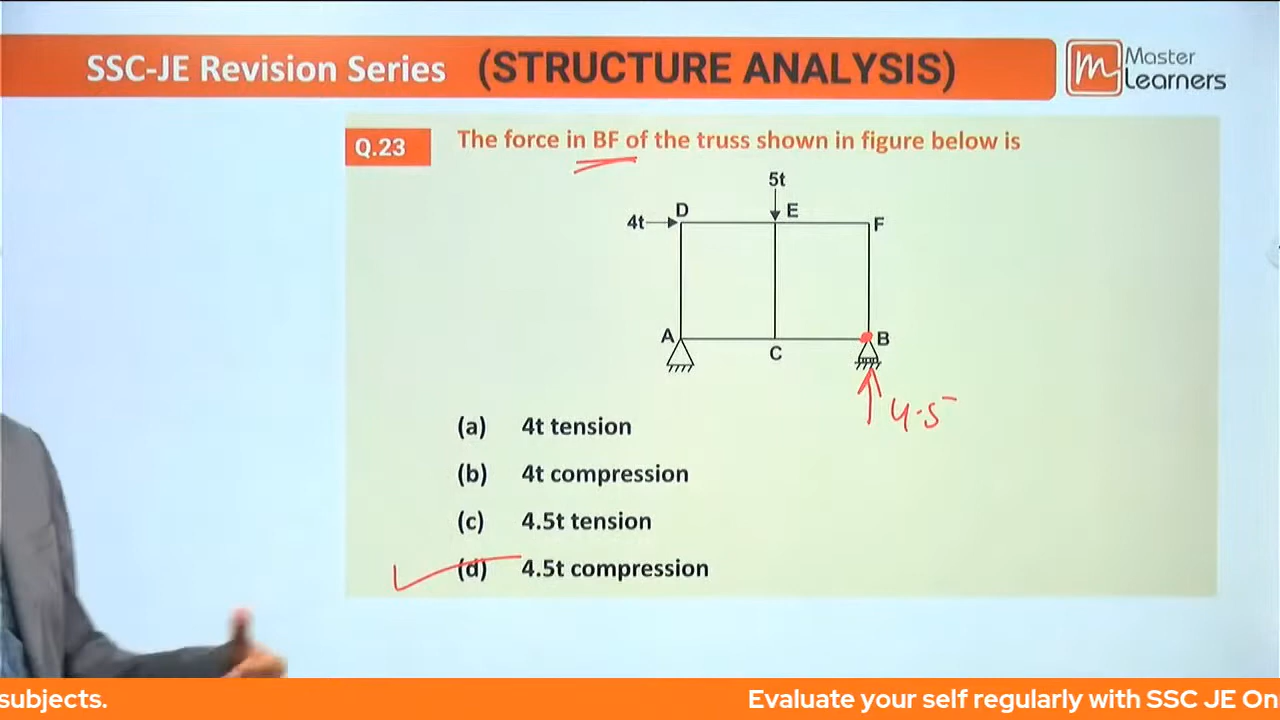 SSC-JE Revision Series (STRUCTURE ANALYSIS)
Master
Learners
Q.23 The force in BF of the truss shown in figure below is
5t
4t D E F
A C B
4.5
(a) 4t tension
(b) 4t compression
(c) 4.5t tension
(d) 4.5t compression
subjects. Evaluate your self regularly with SSC JE On